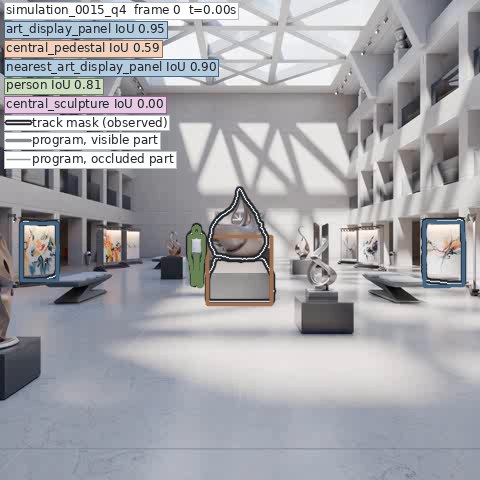 simulation_0015_q4  frame 0  t=0.00s
art_display_panel IoU 0.95
central_pedestal IoU 0.59
nearest_art_display_panel IoU 0.90
person IoU 0.81
central_sculpture IoU 0.00
track mask (observed)
program, visible part
program, occluded part